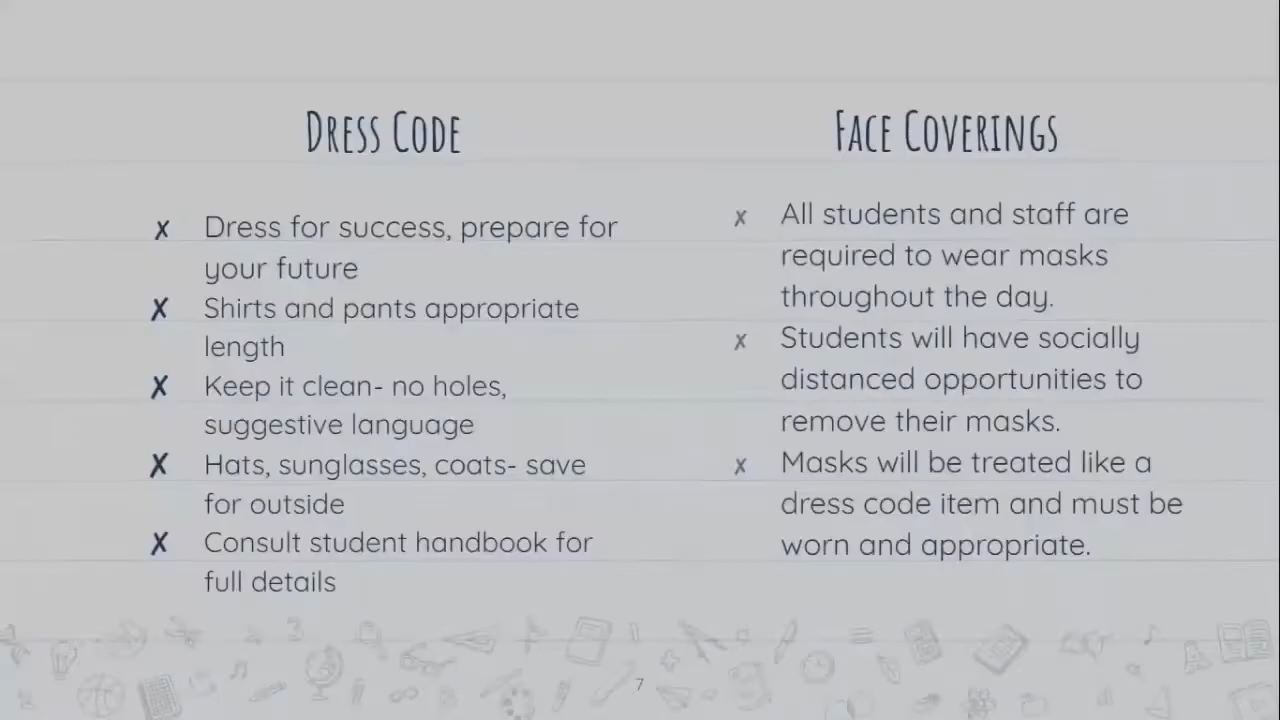 Dress Code
Dress for success, prepare for
your future
Shirts and pants appropriate
length
Keep it clean- no holes,
suggestive language
Hats, sunglasses, coats- save
for outside
Consult student handbook for
full details
Face Coverings
All students and staff are
required to wear masks
throughout the day.
Students will have socially
distanced opportunities to
remove their masks.
Masks will be treated like a
dress code item and must be
worn and appropriate.
7